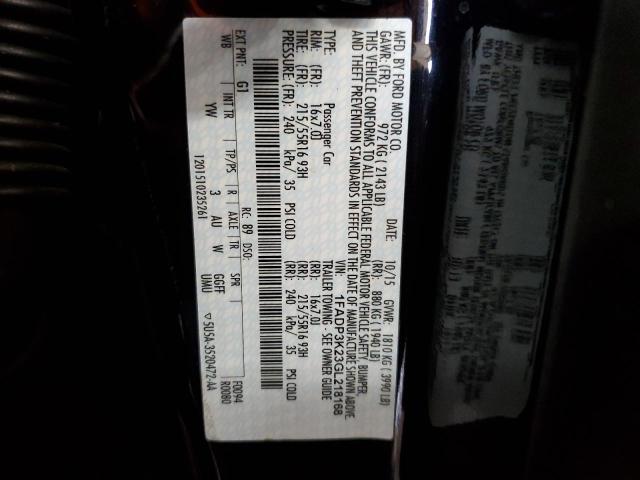 MFD. BY FORD MOTOR CO.
DATE: 10/15 GVWR: 1810 KG ( 3990 LB)
GAWR: (FR): 972 KG ( 2143 LB) (RR): 880 KG ( 1940 LB)
THIS VEHICLE CONFORMS TO ALL APPLICABLE FEDERAL MOTOR VEHICLE SAFETY, BUMPER,
AND THEFT PREVENTION STANDARDS IN EFFECT ON THE DATE OF MANUFACTURE SHOWN ABOVE.
VIN: 1FADP3K23GL218168
TYPE: Passenger Car TRAILER TOWING - SEE OWNER GUIDE
RIM: (FR): 16x7.0J (RR): 16x7.0J
TIRE: (FR): 215/55R16 93H (RR): 215/55R16 93H
PRESSURE: (FR): 240 kPa/ 35 PSI COLD (RR): 240 kPa/ 35 PSI COLD
EXT PNT: G1 RC: 89 DSO: F0094
WB INT TR TP/PS R AXLE TR SPR R0080
YW 3 AU W GGFF
UMU
1201510235261 ▽5U5A-3520472-AA